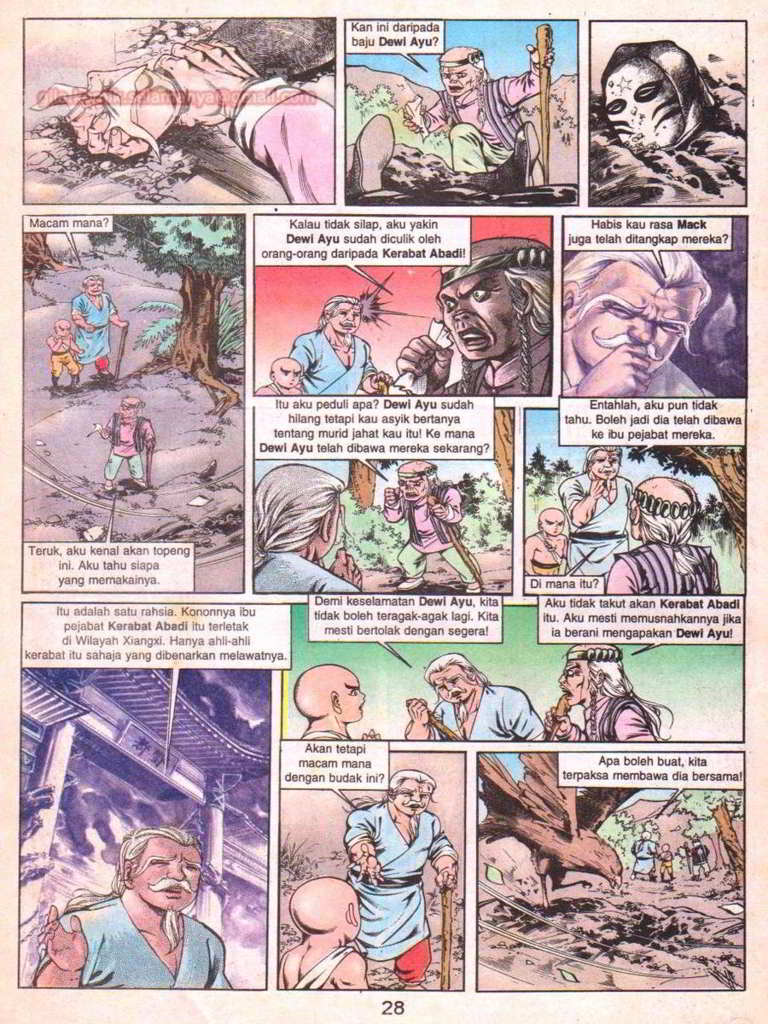 Kan ini daripada
baju Dewi Ayu?
Macam mana?
Teruk, aku kenal akan topeng
ini. Aku tahu siapa
yang memakainya.
Kalau tidak silap, aku yakin
Dewi Ayu sudah diculik oleh
orang-orang daripada Kerabat Abadi!
Habis kau rasa Mack
juga telah ditangkap mereka?
Itu aku peduli apa? Dewi Ayu sudah
hilang tetapi kau asyik bertanya
tentang murid jahat kau itu! Ke mana
Dewi Ayu telah dibawa mereka sekarang?
Entahlah, aku pun tidak
tahu. Boleh jadi dia telah dibawa
ke ibu pejabat mereka.
Di mana itu?
Itu adalah satu rahsia. Kononnya ibu
pejabat Kerabat Abadi itu terletak
di Wilayah Xiangxi. Hanya ahli-ahli
kerabat itu sahaja yang dibenarkan melawatnya.
Demi keselamatan Dewi Ayu, kita
tidak boleh teragak-agak lagi. Kita
mesti bertolak dengan segera!
Aku tidak takut akan Kerabat Abadi
itu. Aku mesti memusnahkannya jika
ia berani mengapakan Dewi Ayu!
Akan tetapi
macam mana
dengan budak ini?
Apa boleh buat, kita
terpaksa membawa dia bersama!
28